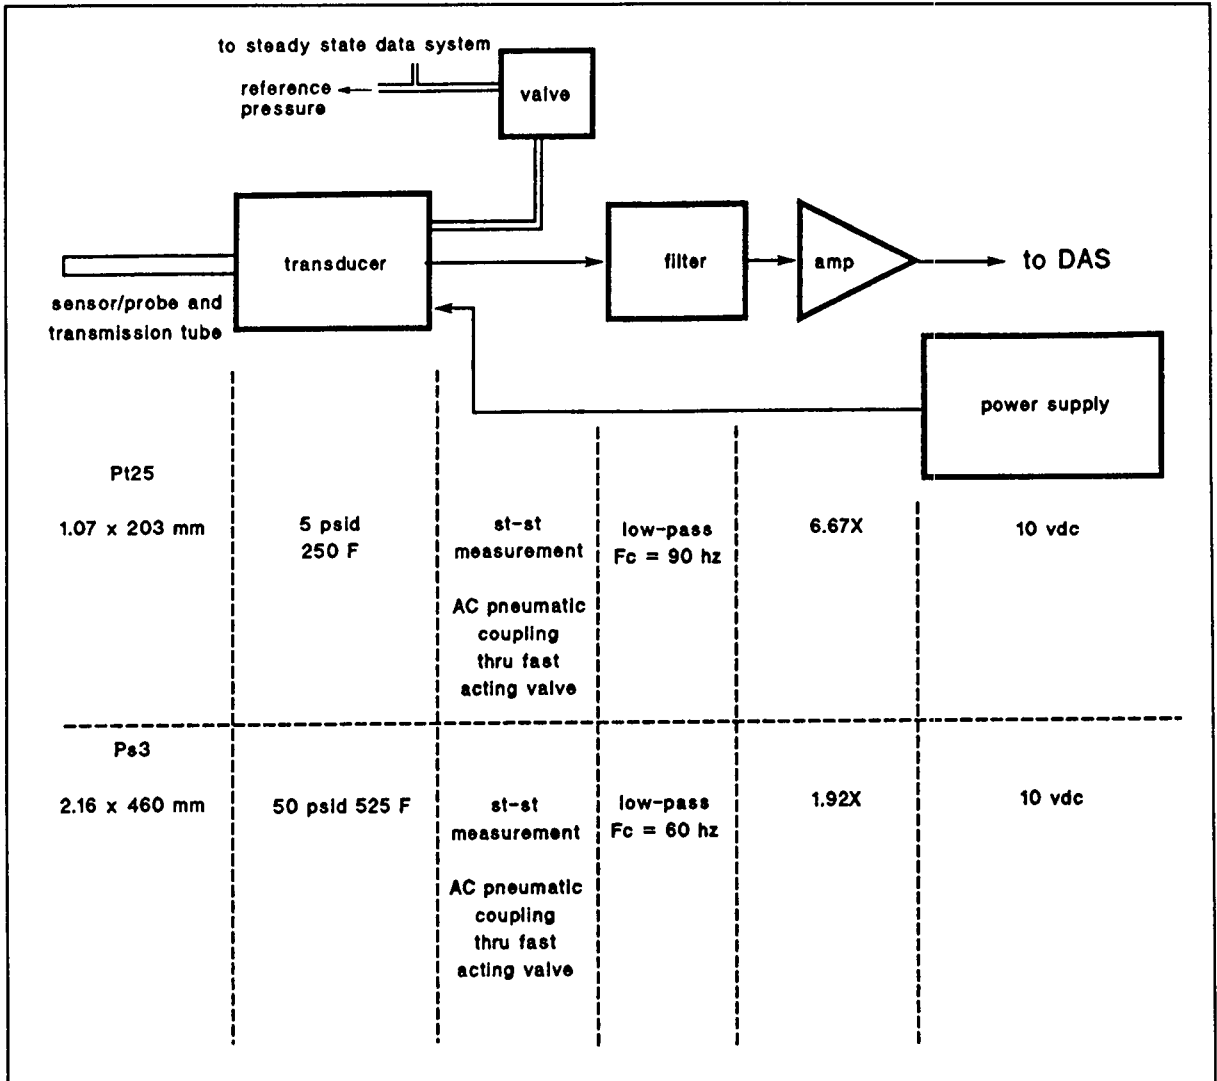 to steady state data system
reference
pressure
valve
transducer
filter
amp
to DAS
sensor/probe and
transmission tube
power supply
Pt25
1.07 x 203 mm
5 psid
250 F
st-st
measurement
AC pneumatic
coupling
thru fast
acting valve
low-pass
Fc = 90 hz
6.67X
10 vdc
Ps3
2.16 x 460 mm
50 psid 525 F
st-st
measurement
AC pneumatic
coupling
thru fast
acting valve
low-pass
Fc = 60 hz
1.92X
10 vdc